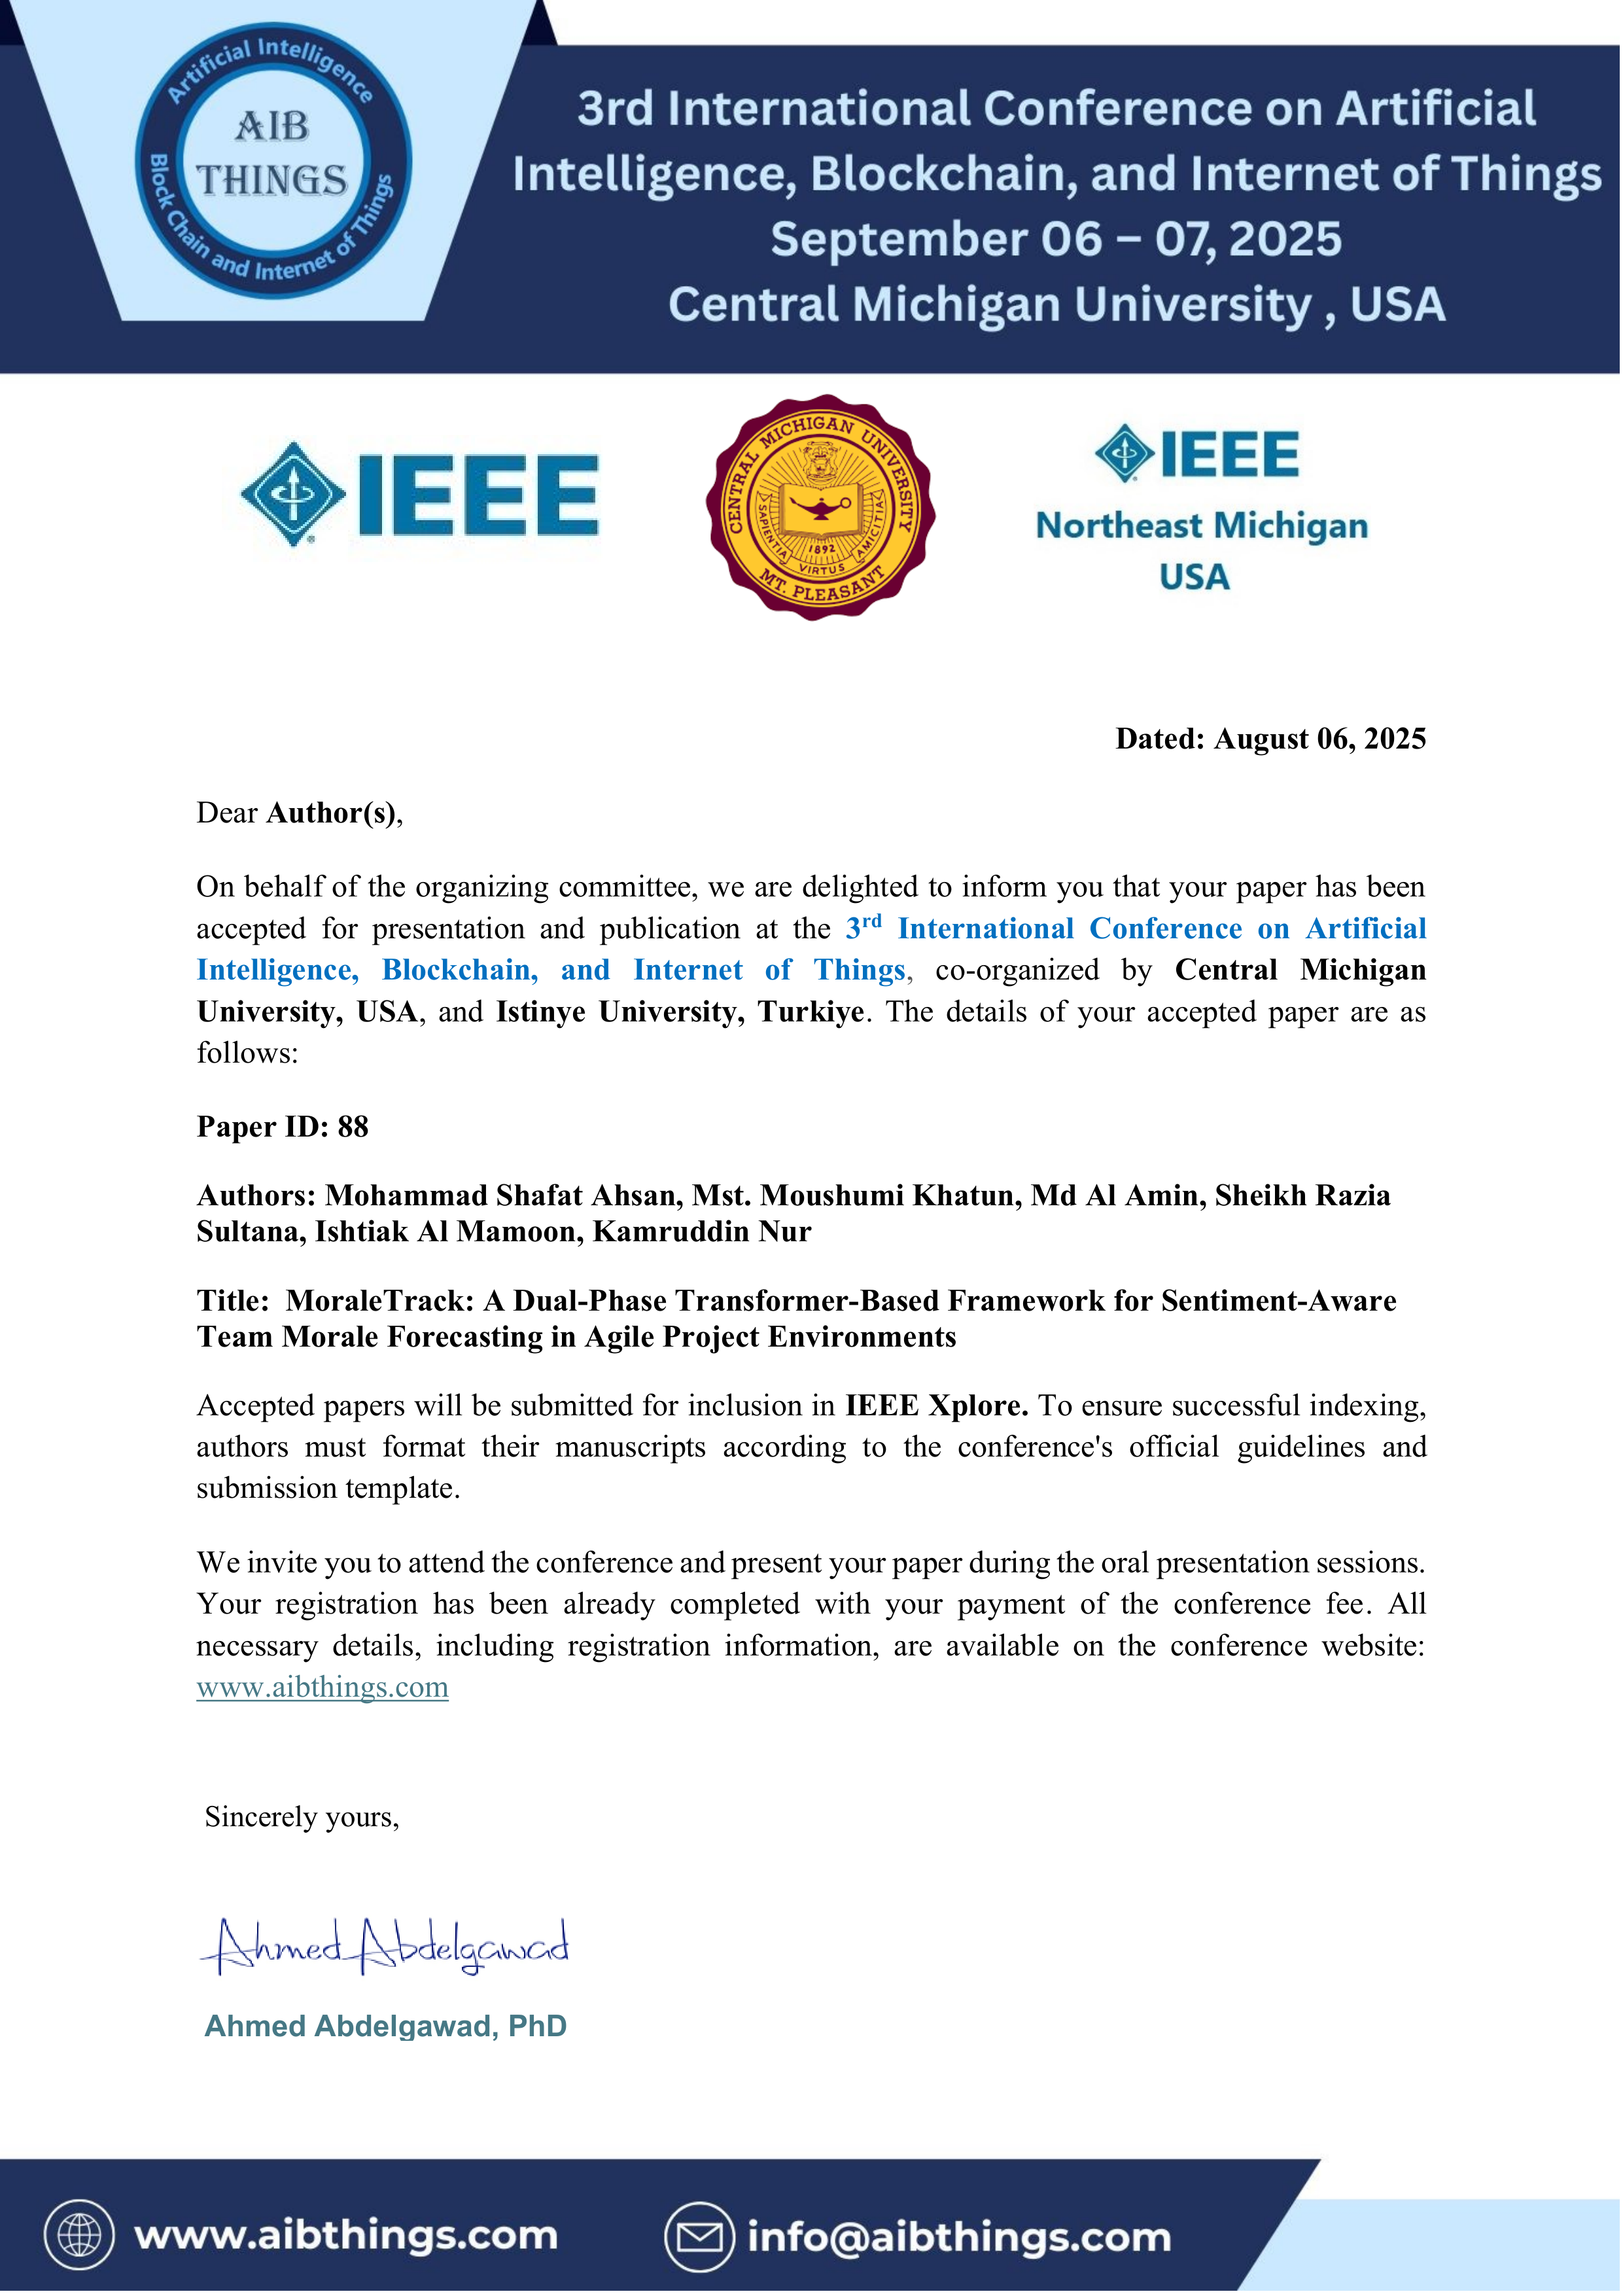 Artificial Intelligence
AIB
THINGS
Block Chain and Internet of Things
3rd International Conference on Artificial
Intelligence, Blockchain, and Internet of Things
September 06 – 07, 2025
Central Michigan University , USA
IEEE
CENTRAL MICHIGAN UNIVERSITY
SAPIENTIA
1892
VIRTUS
AMICITIA
MT. PLEASANT
IEEE
Northeast Michigan
USA
Dated: August 06, 2025
Dear Author(s),
On behalf of the organizing committee, we are delighted to inform you that your paper has been
accepted for presentation and publication at the 3rd International Conference on Artificial
Intelligence, Blockchain, and Internet of Things, co-organized by Central Michigan
University, USA, and Istinye University, Turkiye. The details of your accepted paper are as
follows:
Paper ID: 88
Authors: Mohammad Shafat Ahsan, Mst. Moushumi Khatun, Md Al Amin, Sheikh Razia
Sultana, Ishtiak Al Mamoon, Kamruddin Nur
Title:  MoraleTrack: A Dual-Phase Transformer-Based Framework for Sentiment-Aware
Team Morale Forecasting in Agile Project Environments
Accepted papers will be submitted for inclusion in IEEE Xplore. To ensure successful indexing,
authors must format their manuscripts according to the conference's official guidelines and
submission template.
We invite you to attend the conference and present your paper during the oral presentation sessions.
Your registration has been already completed with your payment of the conference fee. All
necessary details, including registration information, are available on the conference website:
www.aibthings.com
Sincerely yours,
Ahmed Abdelgawad
Ahmed Abdelgawad, PhD
www.aibthings.com
info@aibthings.com